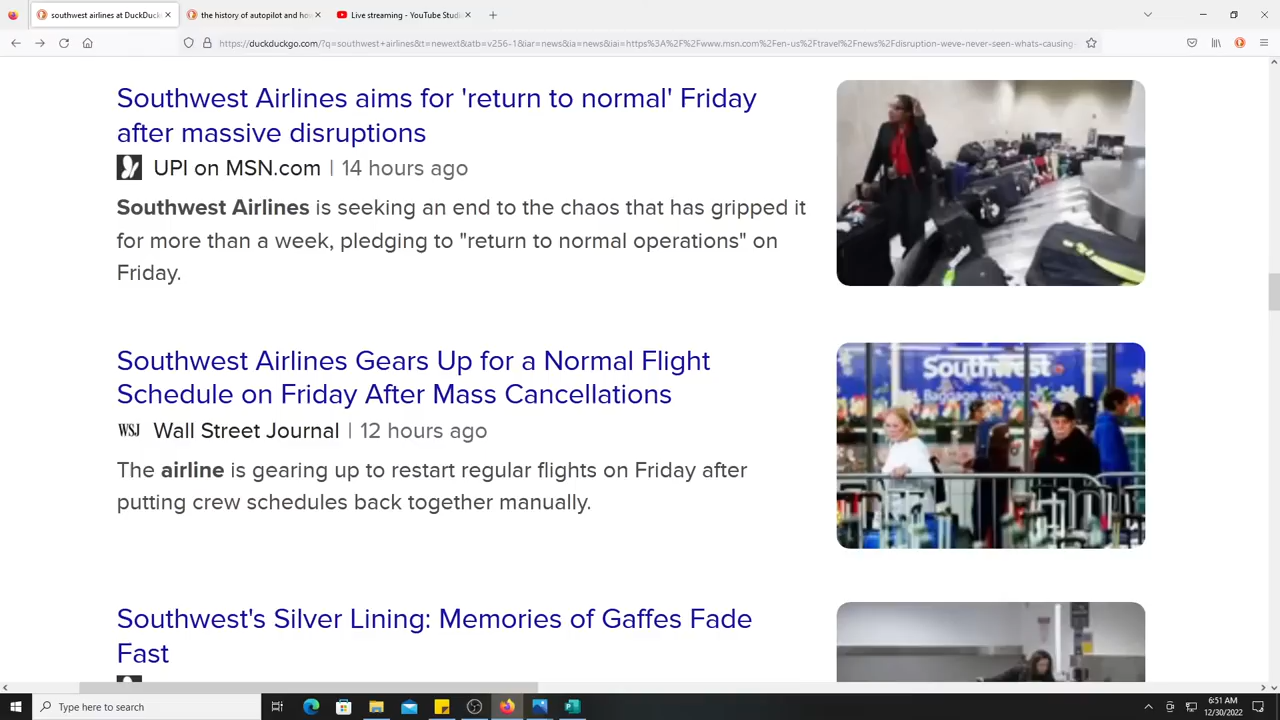 southwest airlines at DuckDuck
the history of autopilot and how
Live streaming - YouTube Studi
https://duckduckgo.com/?q=southwest+airlines&t=newext&atb=v256-1&iar=news&ia=news&iai=https%3A%2F%2Fwww.msn.com%2Fen-us%2Ftravel%2Fnews%2Fdisruption-weve-never-seen-whats-causing-
Southwest Airlines aims for 'return to normal' Friday
after massive disruptions
UPI on MSN.com | 14 hours ago
Southwest Airlines is seeking an end to the chaos that has gripped it
for more than a week, pledging to "return to normal operations" on
Friday.
Southwest Airlines Gears Up for a Normal Flight
Schedule on Friday After Mass Cancellations
Southwest
Baggage service
WSJ Wall Street Journal | 12 hours ago
The airline is gearing up to restart regular flights on Friday after
putting crew schedules back together manually.
Southwest's Silver Lining: Memories of Gaffes Fade
Fast
Type here to search
6:51 AM
12/30/2022